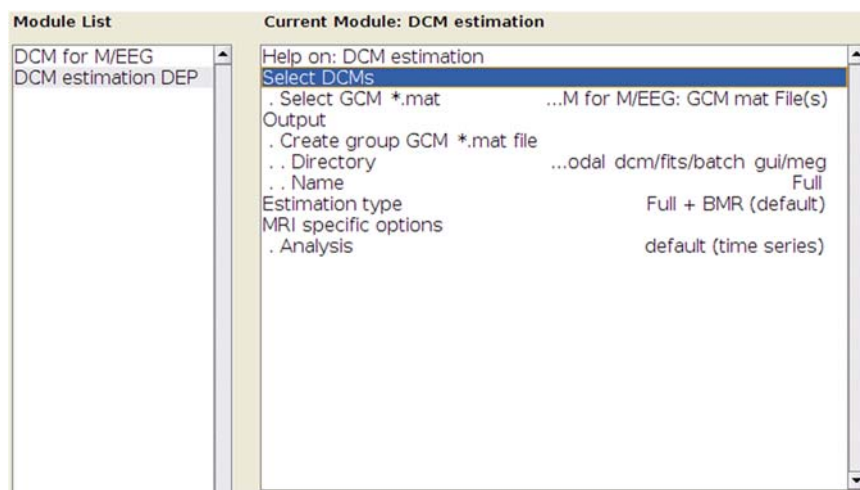 Module List
DCM for M/EEG
DCM estimation DEP
Current Module: DCM estimation
Help on: DCM estimation
Select DCMs
. Select GCM *.mat ...M for M/EEG: GCM mat File(s)
Output
. Create group GCM *.mat file
. . Directory ...odal dcm/fits/batch gui/meg
. . Name Full
Estimation type Full + BMR (default)
MRI specific options
. Analysis default (time series)